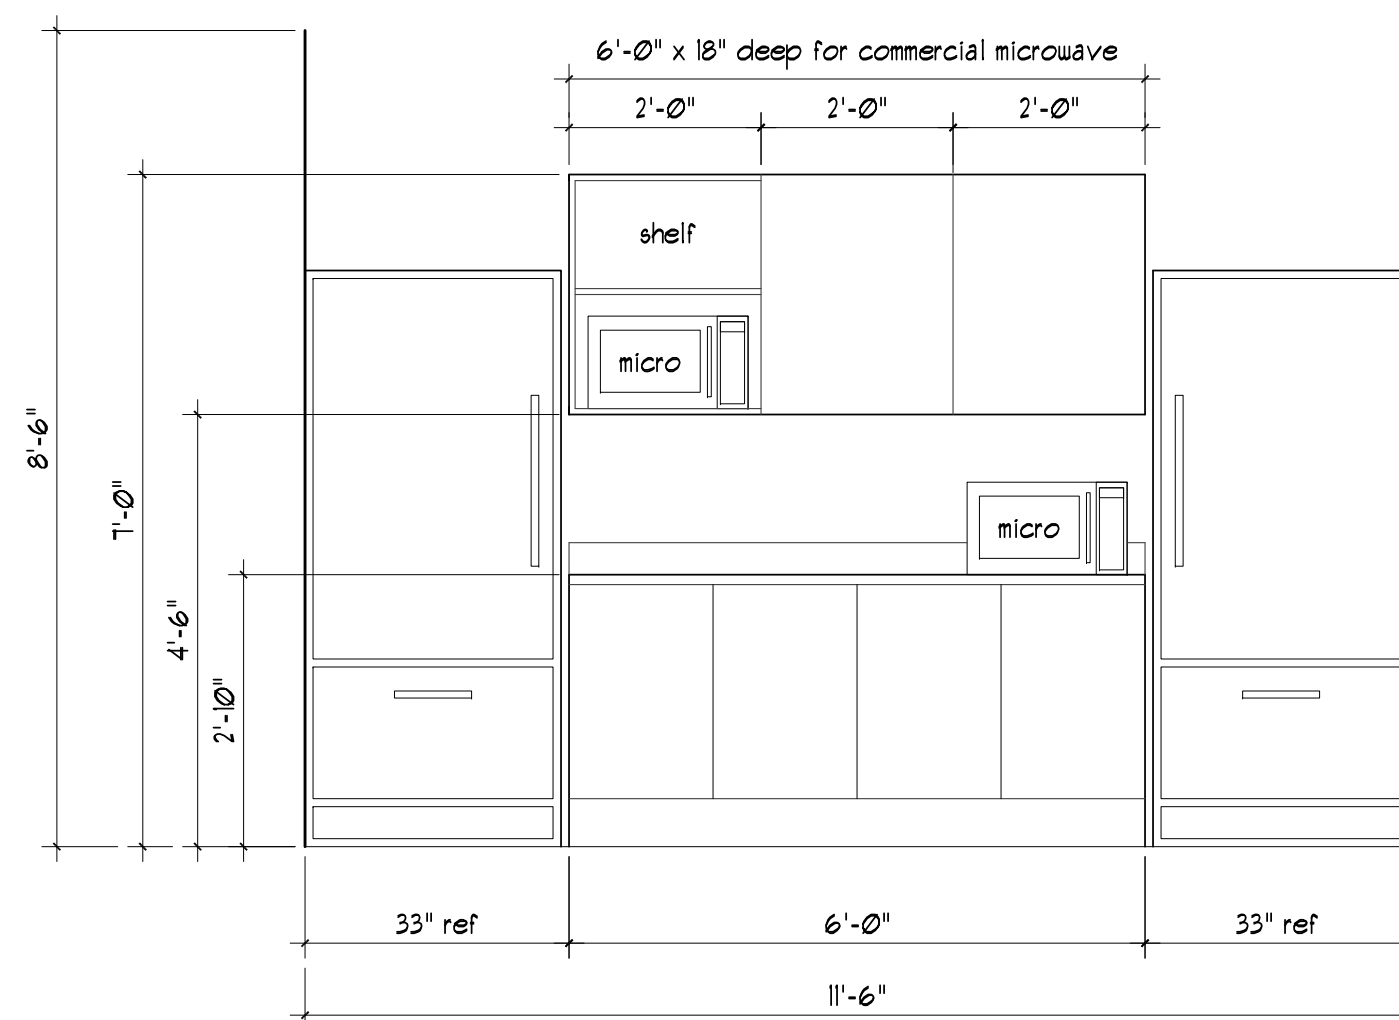 6'-0" x 18" deep for commercial microwave
2'-0" 2'-0" 2'-0"
shelf
micro
8'-6"
7'-0"
micro
4'-6"
2'-10"
33" ref 6'-0" 33" ref
11'-6"